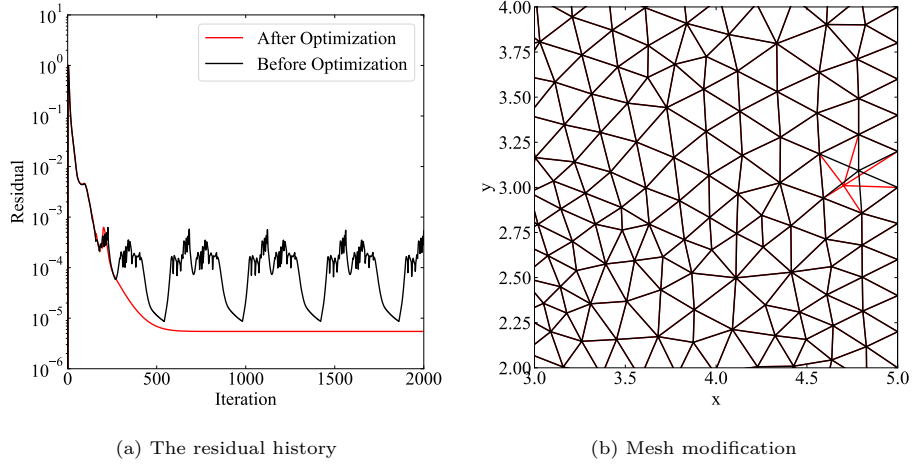 10^1
10^0
10^-1
10^-2
10^-3
10^-4
10^-5
10^-6
Residual
After Optimization
Before Optimization
0 500 1000 1500 2000
Iteration
(a) The residual history
4.00
3.75
3.50
3.25
3.00
2.75
2.50
2.25
2.00
y
3.0 3.5 4.0 4.5 5.0
x
(b) Mesh modification